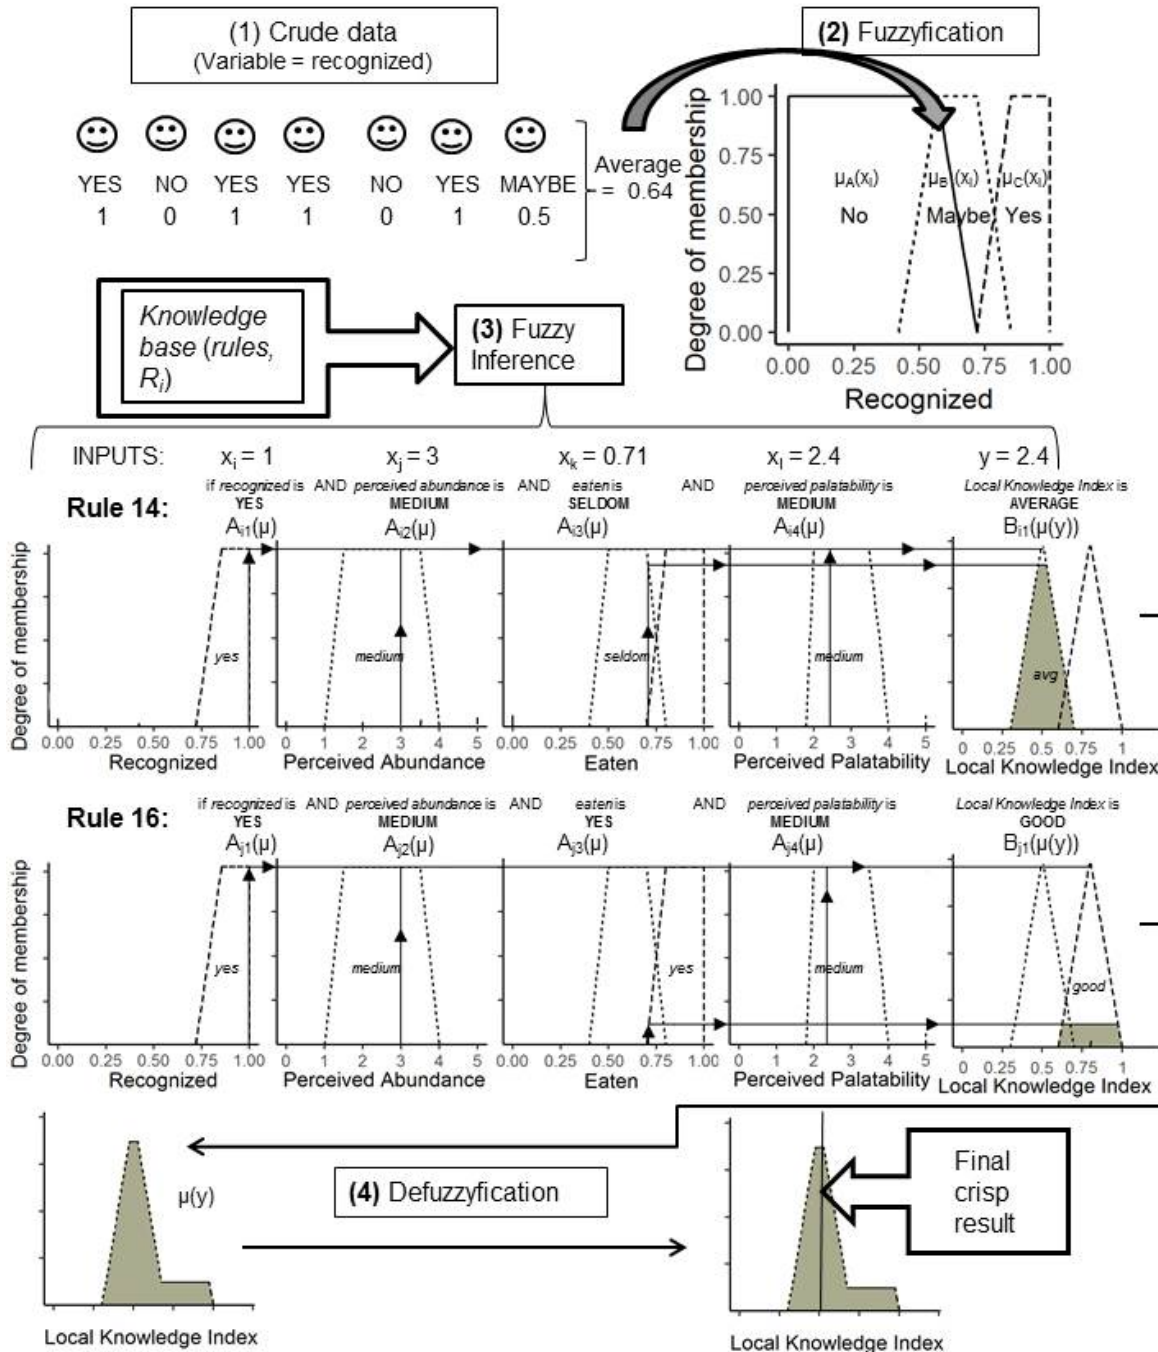 (1) Crude data
(Variable = recognized)
YES NO YES YES NO YES MAYBE
1 0 1 1 0 1 0.5
Average
= 0.64
(2) Fuzzyfication
Degree of membership
1.00
0.75
0.50
0.25
0.00
μA(xi) μB(xi) μC(xi)
No Maybe Yes
0.00 0.25 0.50 0.75 1.00
Recognized
Knowledge
base (rules,
Ri)
(3) Fuzzy
Inference
INPUTS: xi = 1 xj = 3 xk = 0.71 xl = 2.4 y = 2.4
Rule 14:
if recognized is AND perceived abundance is AND eaten is AND perceived palatability is Local Knowledge Index is
YES MEDIUM SELDOM MEDIUM AVERAGE
Ai1(μ) Ai2(μ) Ai3(μ) Ai4(μ) Bi1(μ(y))
Degree of membership
yes medium seldom medium avg
0.00 0.25 0.50 0.75 1.00 0 1 2 3 4 5 0.00 0.25 0.50 0.75 1.00 0 1 2 3 4 5 0 0.25 0.5 0.75 1
Recognized Perceived Abundance Eaten Perceived Palatability Local Knowledge Index
Rule 16:
if recognized is AND perceived abundance is AND eaten is AND perceived palatability is Local Knowledge Index is
YES MEDIUM YES MEDIUM GOOD
Aj1(μ) Aj2(μ) Aj3(μ) Aj4(μ) Bj1(μ(y))
Degree of membership
yes medium yes medium good
0.00 0.25 0.50 0.75 1.00 0 1 2 3 4 5 0.00 0.25 0.50 0.75 1.00 0 1 2 3 4 5 0 0.25 0.5 0.75 1
Recognized Perceived Abundance Eaten Perceived Palatability Local Knowledge Index
μ(y)
(4) Defuzzyfication
Final
crisp
result
Local Knowledge Index
Local Knowledge Index